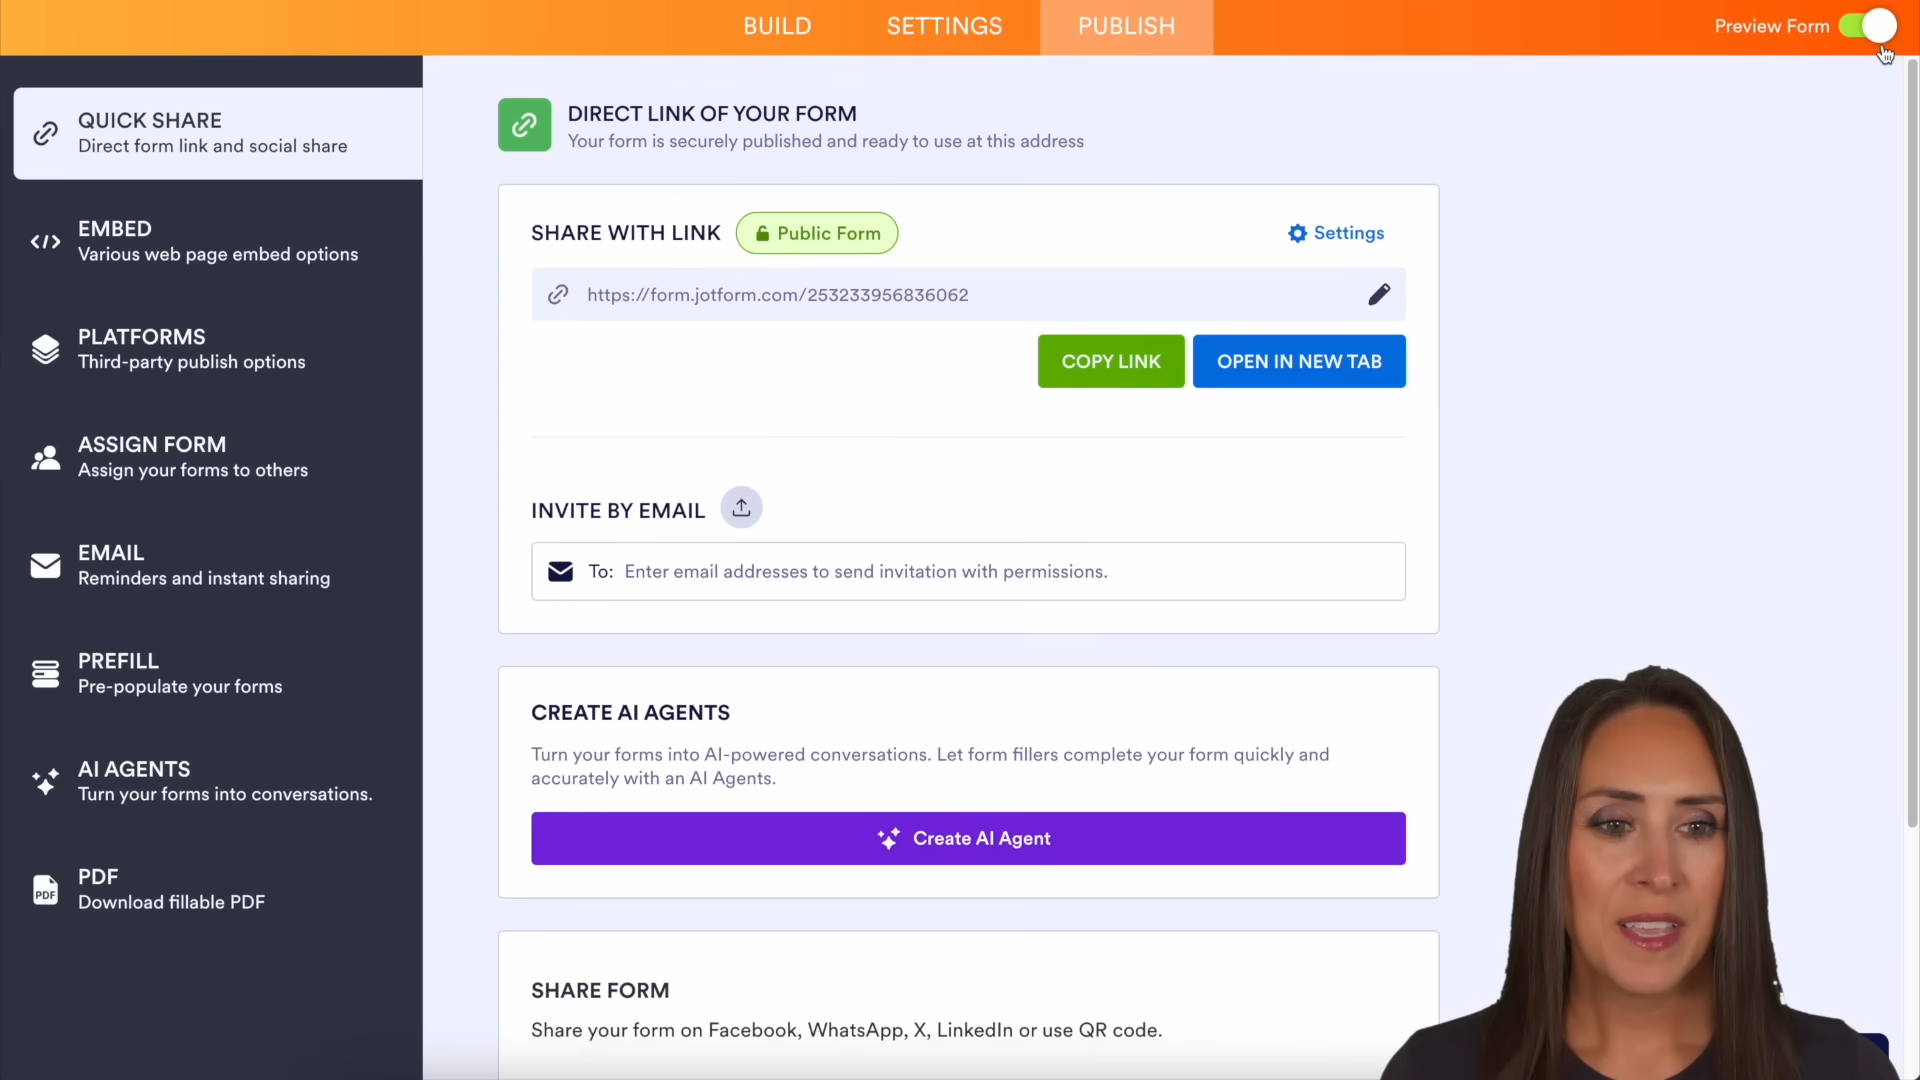 BUILD
SETTINGS
PUBLISH
Preview Form
QUICK SHARE
Direct form link and social share
EMBED
Various web page embed options
PLATFORMS
Third-party publish options
ASSIGN FORM
Assign your forms to others
EMAIL
Reminders and instant sharing
PREFILL
Pre-populate your forms
AI AGENTS
Turn your forms into conversations.
PDF
PDF
Download fillable PDF
DIRECT LINK OF YOUR FORM
Your form is securely published and ready to use at this address
SHARE WITH LINK
Public Form
Settings
https://form.jotform.com/253233956836062
COPY LINK
OPEN IN NEW TAB
INVITE BY EMAIL
To: Enter email addresses to send invitation with permissions.
CREATE AI AGENTS
Turn your forms into AI-powered conversations. Let form fillers complete your form quickly and
accurately with an AI Agents.
Create AI Agent
SHARE FORM
Share your form on Facebook, WhatsApp, X, LinkedIn or use QR code.